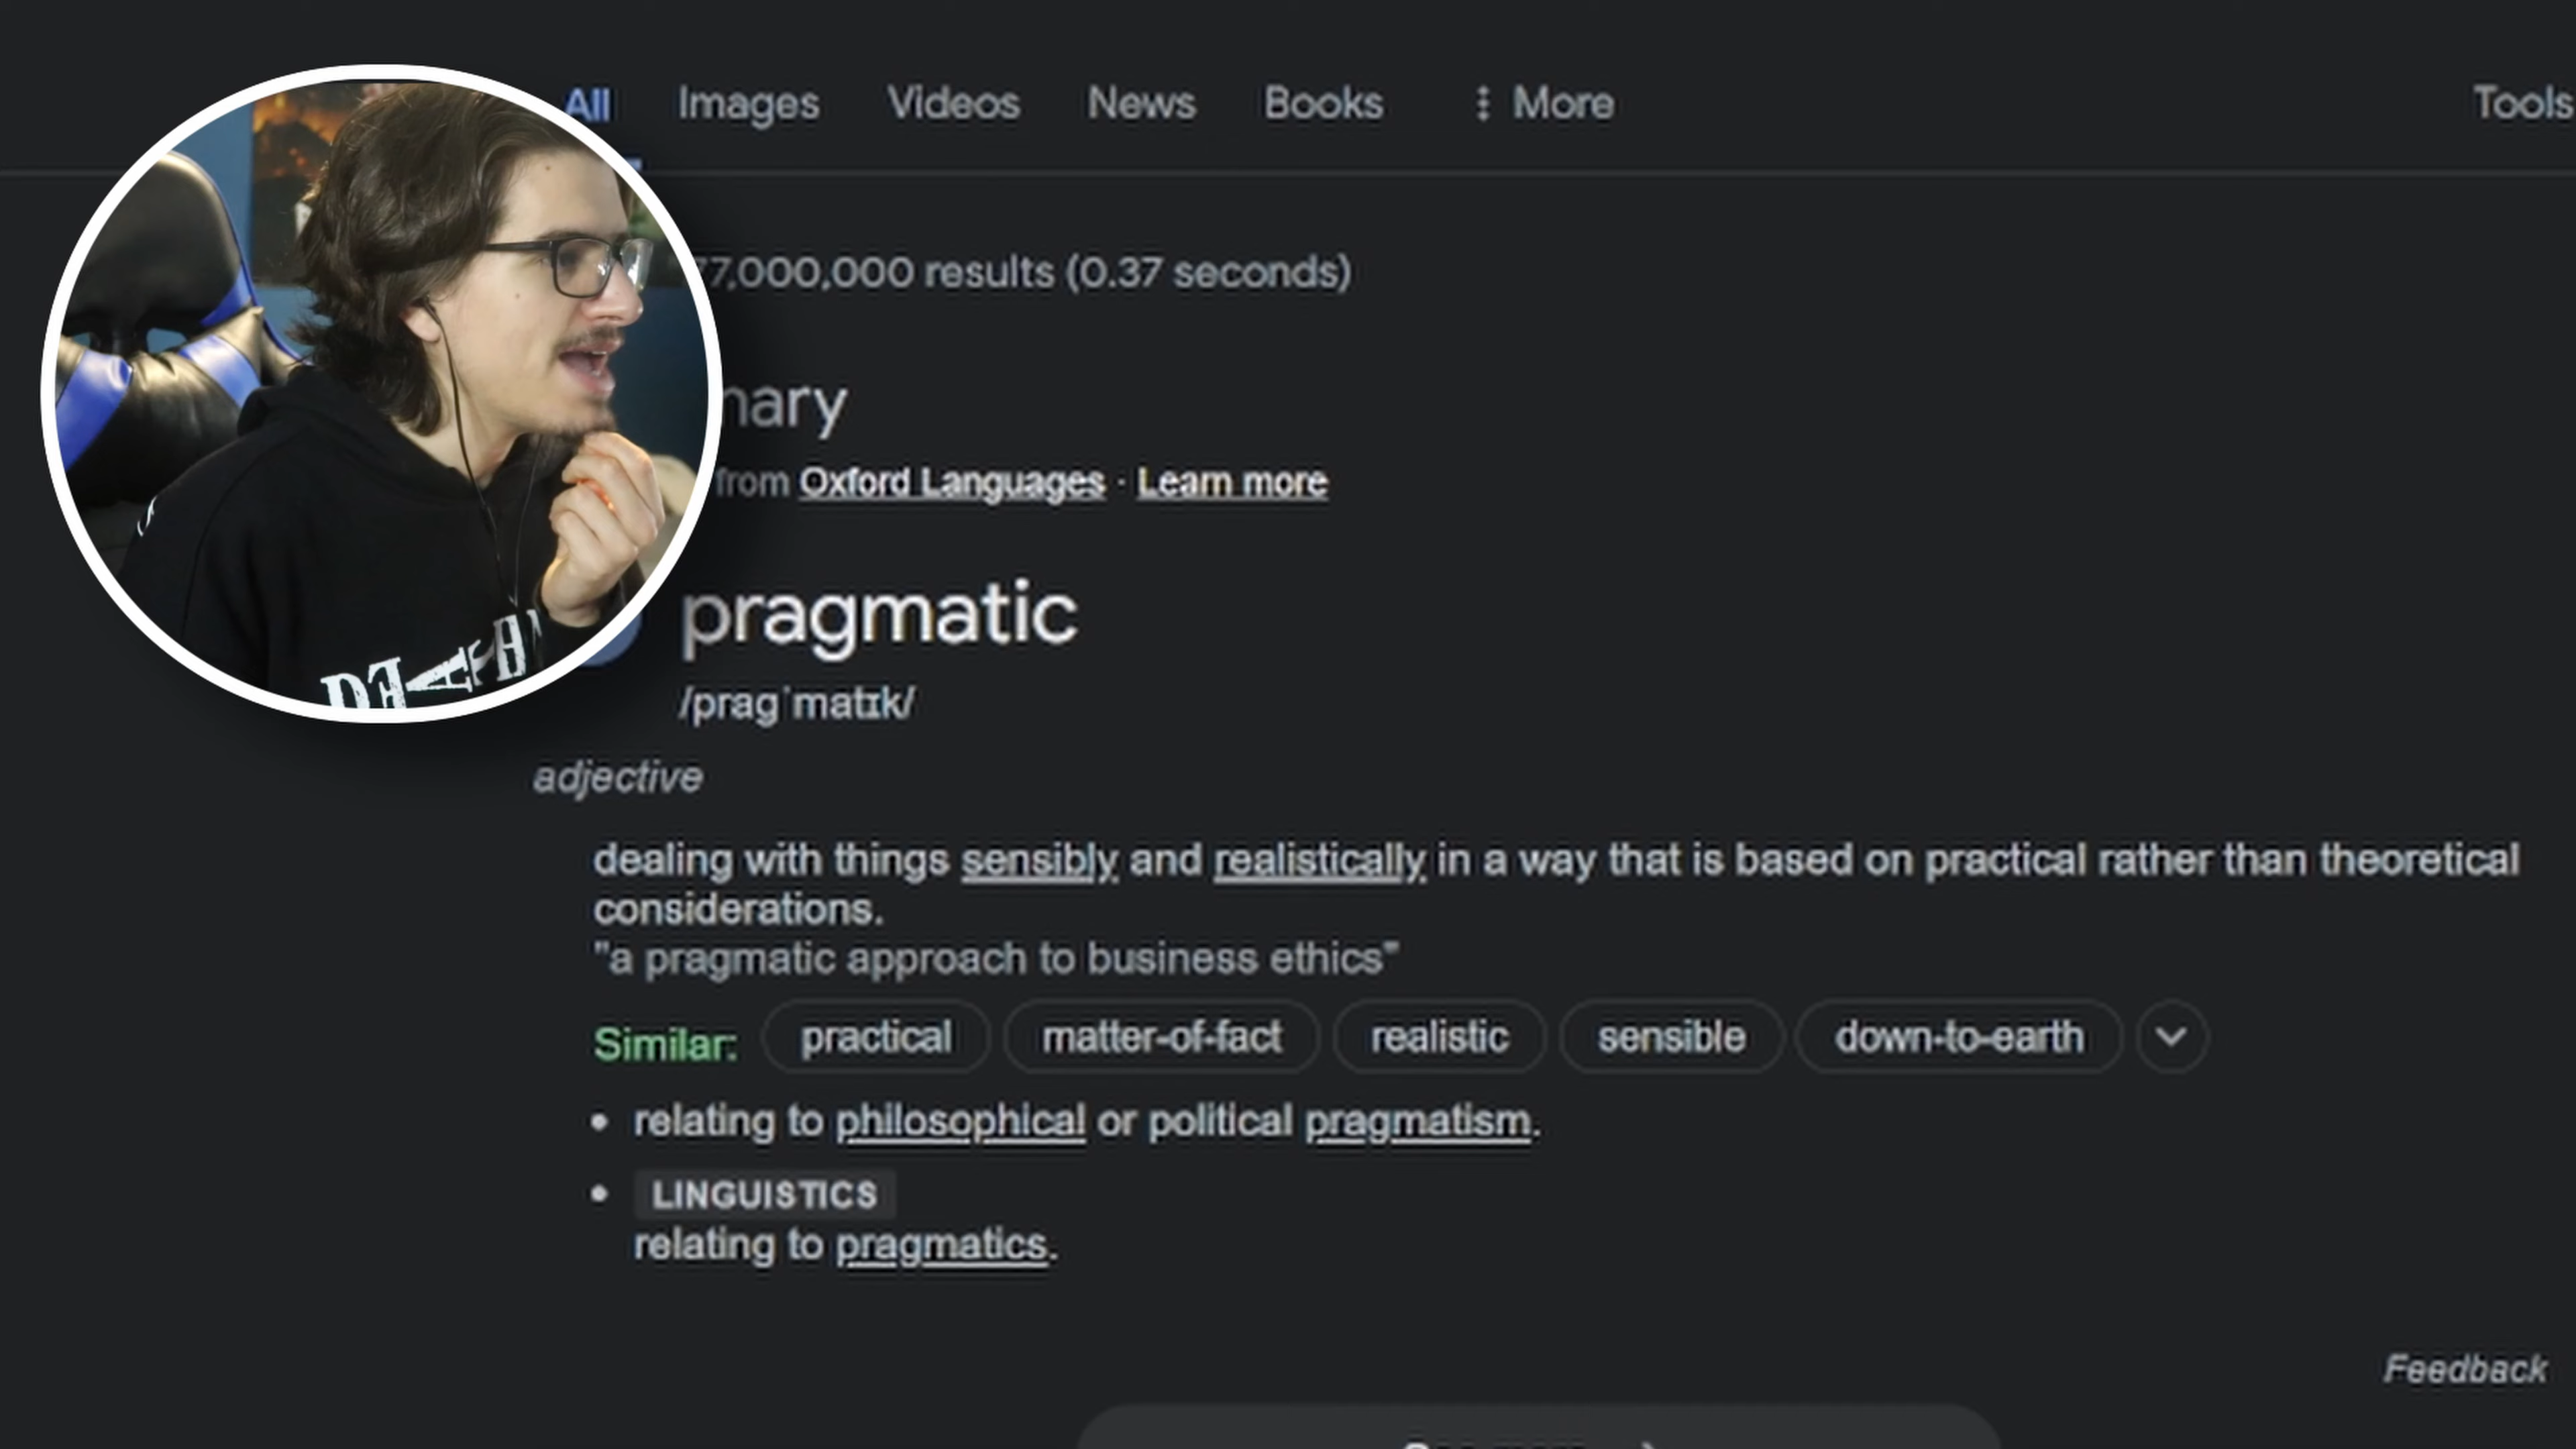 All Images Videos News Books More Tools
77,000,000 results (0.37 seconds)
nary
from Oxford Languages · Learn more
pragmatic
/praɡˈmatɪk/
adjective
dealing with things sensibly and realistically in a way that is based on practical rather than theoretical
considerations.
"a pragmatic approach to business ethics"
Similar: practical matter-of-fact realistic sensible down-to-earth
• relating to philosophical or political pragmatism.
• LINGUISTICS
relating to pragmatics.
Feedback
DEATH